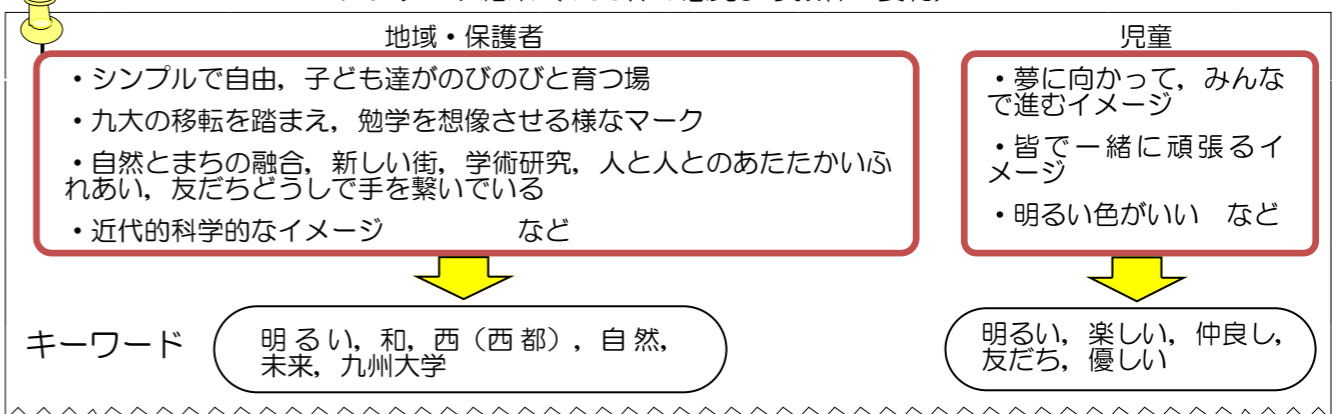 地域・保護者
・シンプルで自由，子ども達がのびのびと育つ場
・九大の移転を踏まえ，勉学を想像させる様なマーク
・自然とまちの融合，新しい街，学術研究，人と人とのあたたかいふ
れあい，友だちどうしで手を繋いでいる
・近代的科学的なイメージ　　　　　など
児童
・夢に向かって，みんな
で進むイメージ
・皆で一緒に頑張るイ
メージ
・明るい色がいい　など
キーワード
明るい，和，西（西都），自然，
未来，九州大学
明るい，楽しい，仲良し，
友だち，優しい